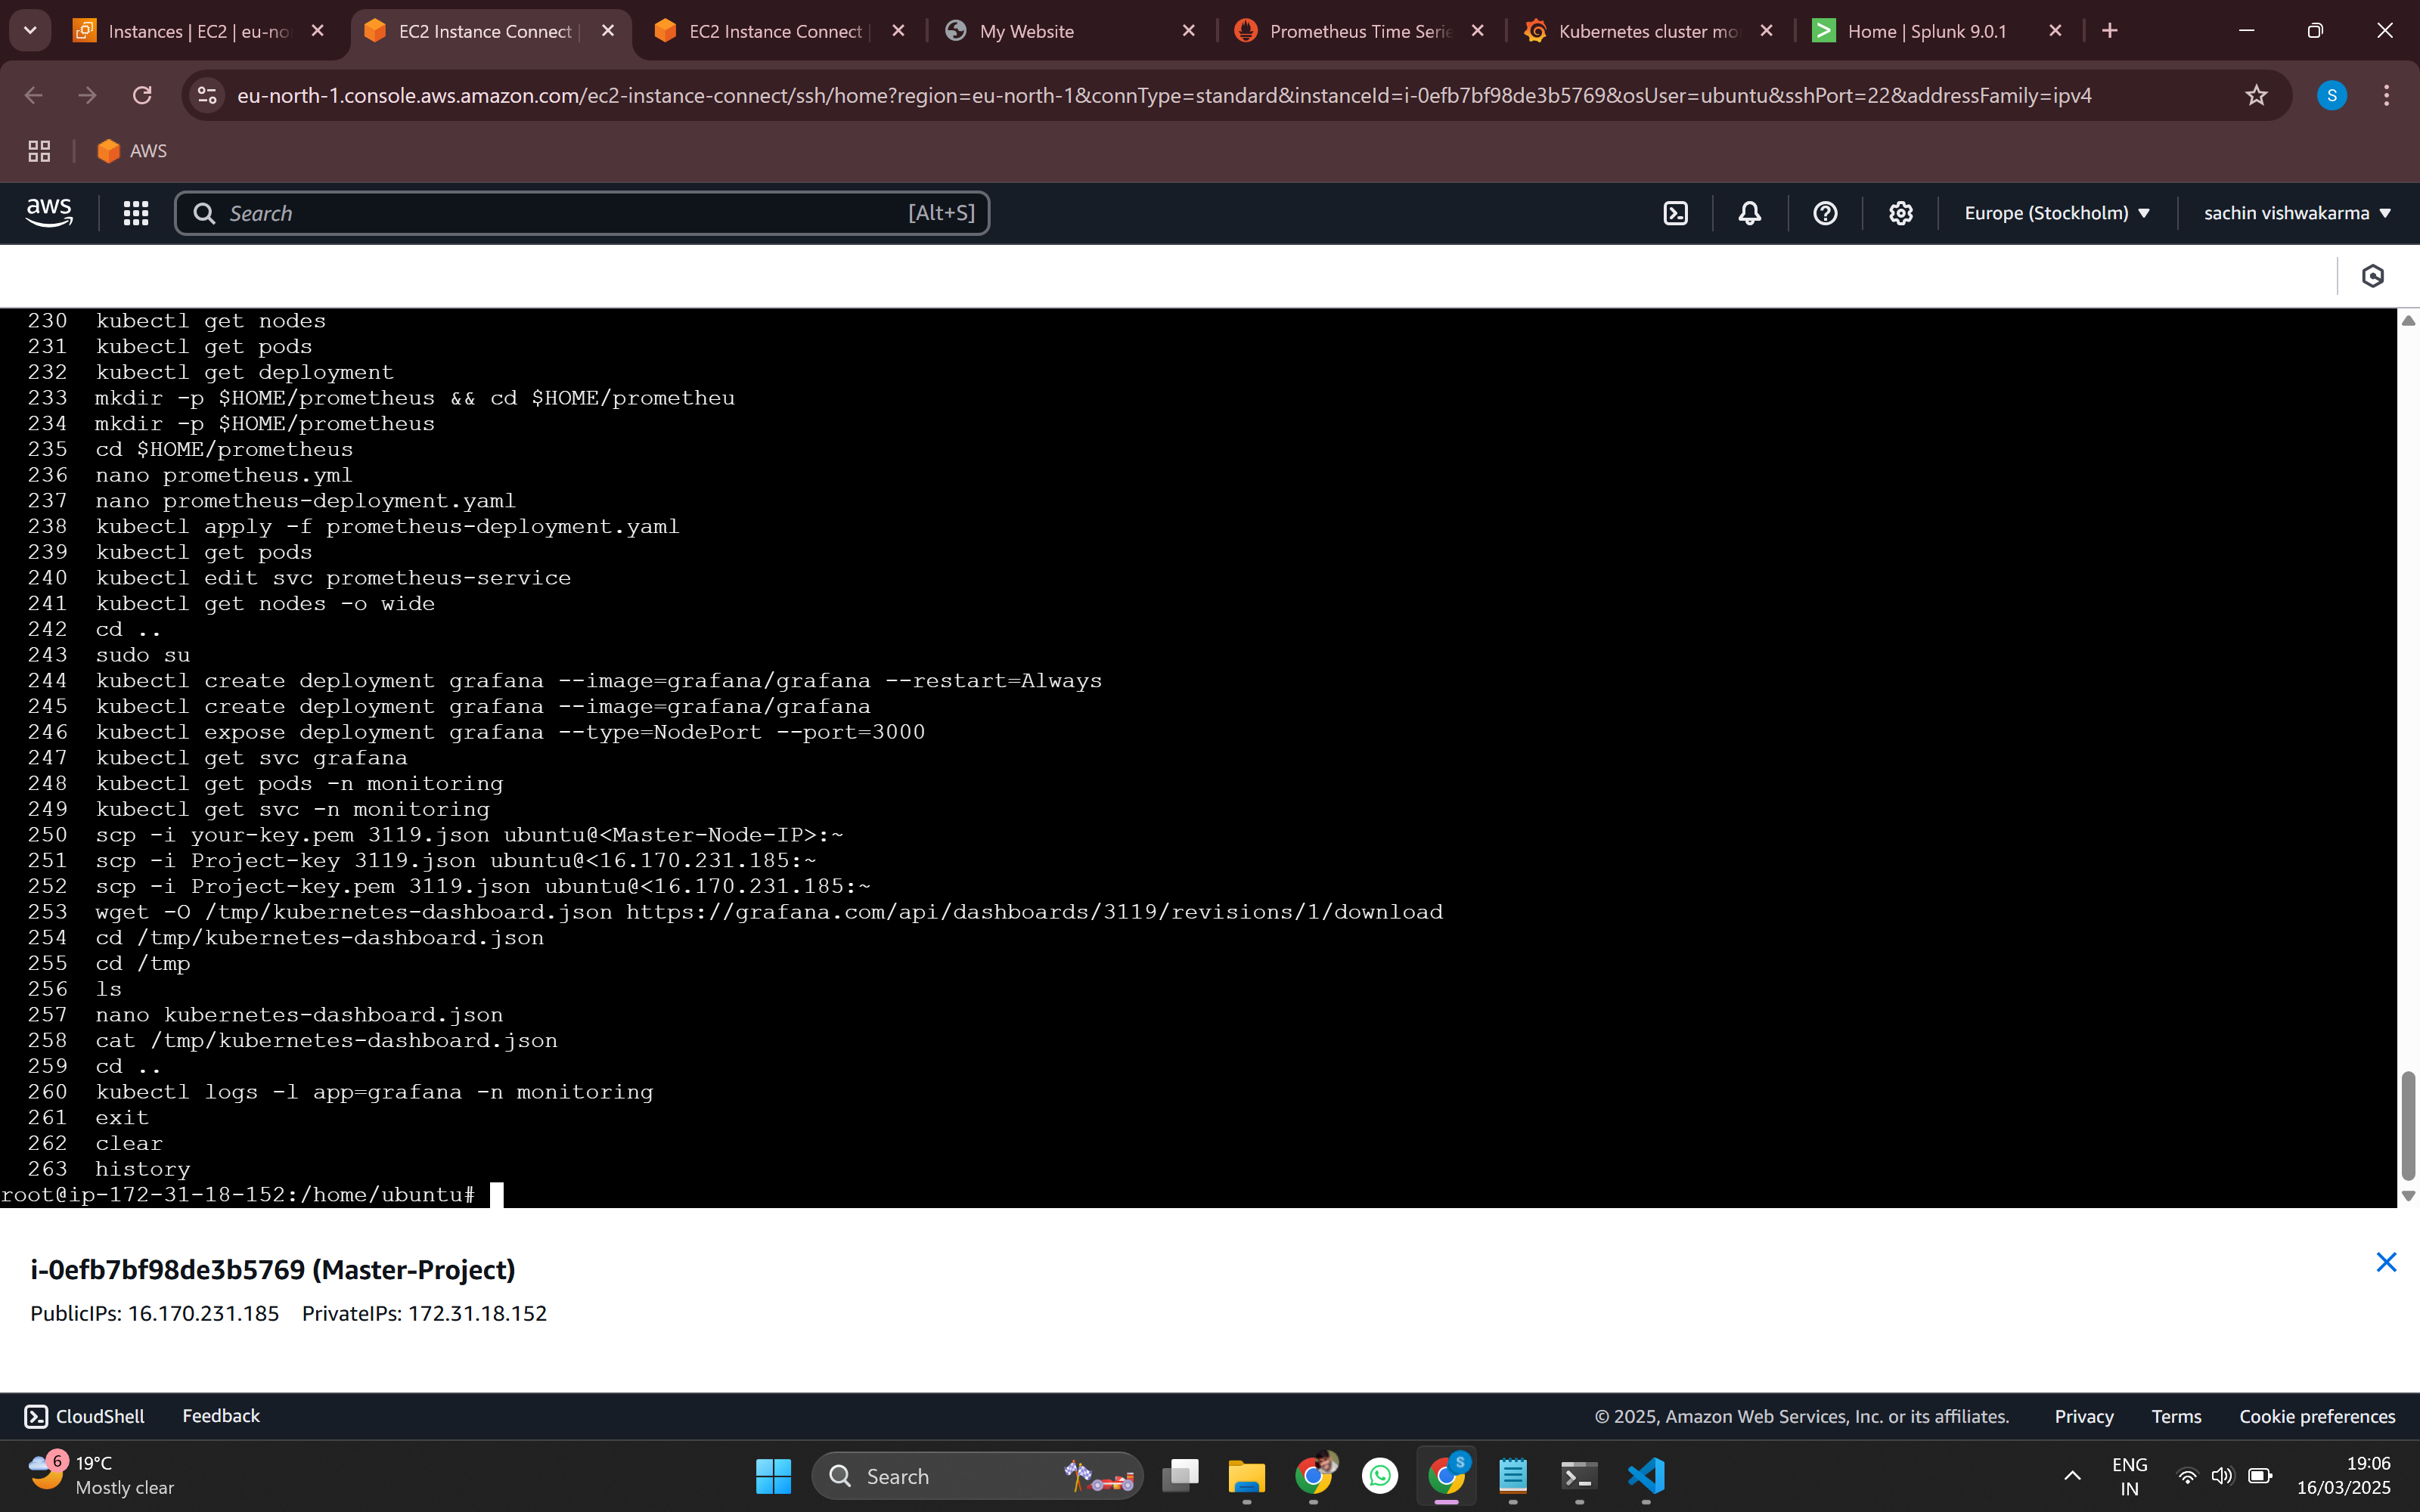 Instances | EC2 | eu-no
EC2 Instance Connect |
EC2 Instance Connect |
My Website
Prometheus Time Serie
Kubernetes cluster mo
Home | Splunk 9.0.1
eu-north-1.console.aws.amazon.com/ec2-instance-connect/ssh/home?region=eu-north-1&connType=standard&instanceId=i-0efb7bf98de3b5769&osUser=ubuntu&sshPort=22&addressFamily=ipv4
S
AWS
aws
Search
[Alt+S]
Europe (Stockholm)
sachin vishwakarma
230 kubectl get nodes
231 kubectl get pods
232 kubectl get deployment
233 mkdir -p $HOME/prometheus && cd $HOME/prometheu
234 mkdir -p $HOME/prometheus
235 cd $HOME/prometheus
236 nano prometheus.yml
237 nano prometheus-deployment.yaml
238 kubectl apply -f prometheus-deployment.yaml
239 kubectl get pods
240 kubectl edit svc prometheus-service
241 kubectl get nodes -o wide
242 cd ..
243 sudo su
244 kubectl create deployment grafana --image=grafana/grafana --restart=Always
245 kubectl create deployment grafana --image=grafana/grafana
246 kubectl expose deployment grafana --type=NodePort --port=3000
247 kubectl get svc grafana
248 kubectl get pods -n monitoring
249 kubectl get svc -n monitoring
250 scp -i your-key.pem 3119.json ubuntu@<Master-Node-IP>:~
251 scp -i Project-key 3119.json ubuntu@<16.170.231.185:~
252 scp -i Project-key.pem 3119.json ubuntu@<16.170.231.185:~
253 wget -O /tmp/kubernetes-dashboard.json https://grafana.com/api/dashboards/3119/revisions/1/download
254 cd /tmp/kubernetes-dashboard.json
255 cd /tmp
256 ls
257 nano kubernetes-dashboard.json
258 cat /tmp/kubernetes-dashboard.json
259 cd ..
260 kubectl logs -l app=grafana -n monitoring
261 exit
262 clear
263 history
root@ip-172-31-18-152:/home/ubuntu#
i-0efb7bf98de3b5769 (Master-Project)
PublicIPs: 16.170.231.185 PrivateIPs: 172.31.18.152
CloudShell Feedback
© 2025, Amazon Web Services, Inc. or its affiliates. Privacy Terms Cookie preferences
6
19°C
Mostly clear
Search
S
ENG
IN
19:06
16/03/2025